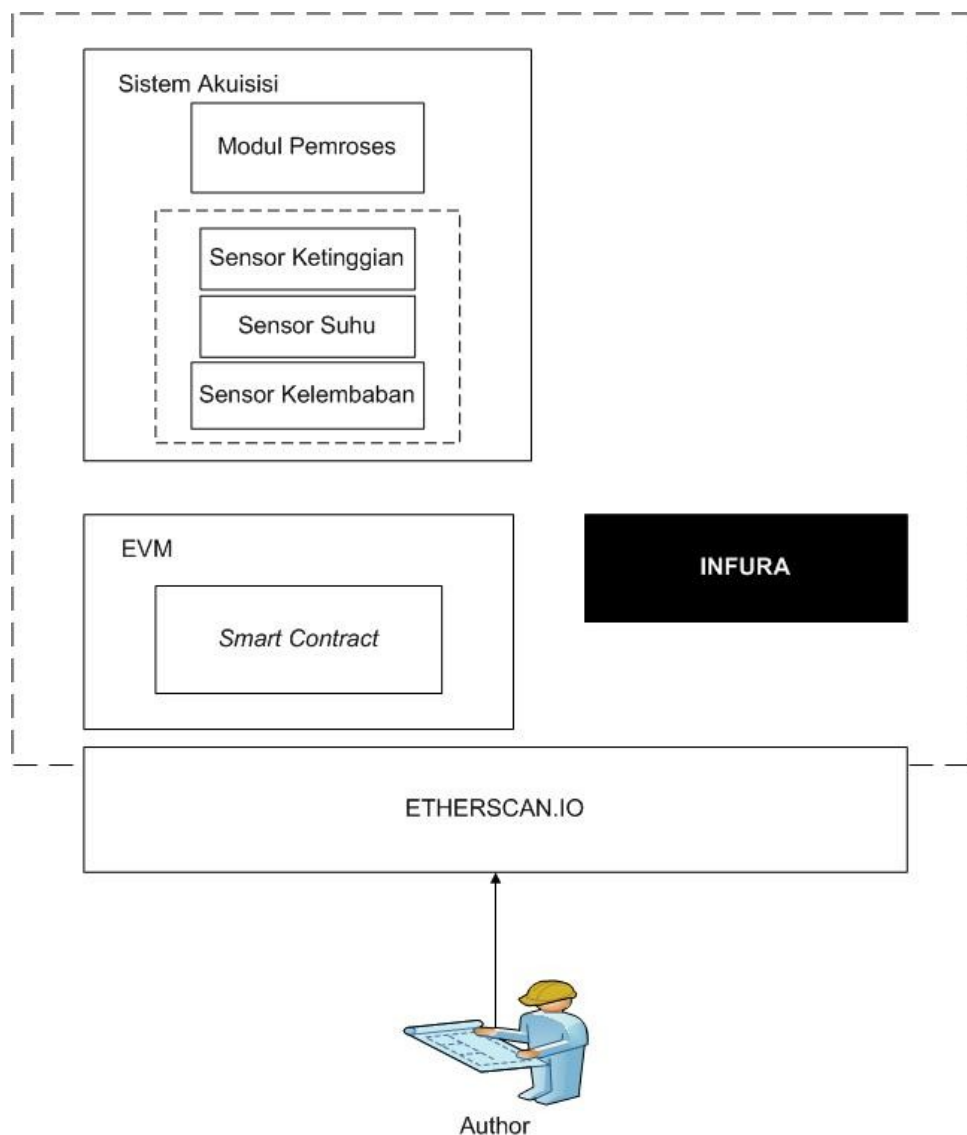 Sistem Akuisisi
Modul Pemroses
Sensor Ketinggian
Sensor Suhu
Sensor Kelembaban
EVM
Smart Contract
INFURA
ETHERSCAN.IO
Author